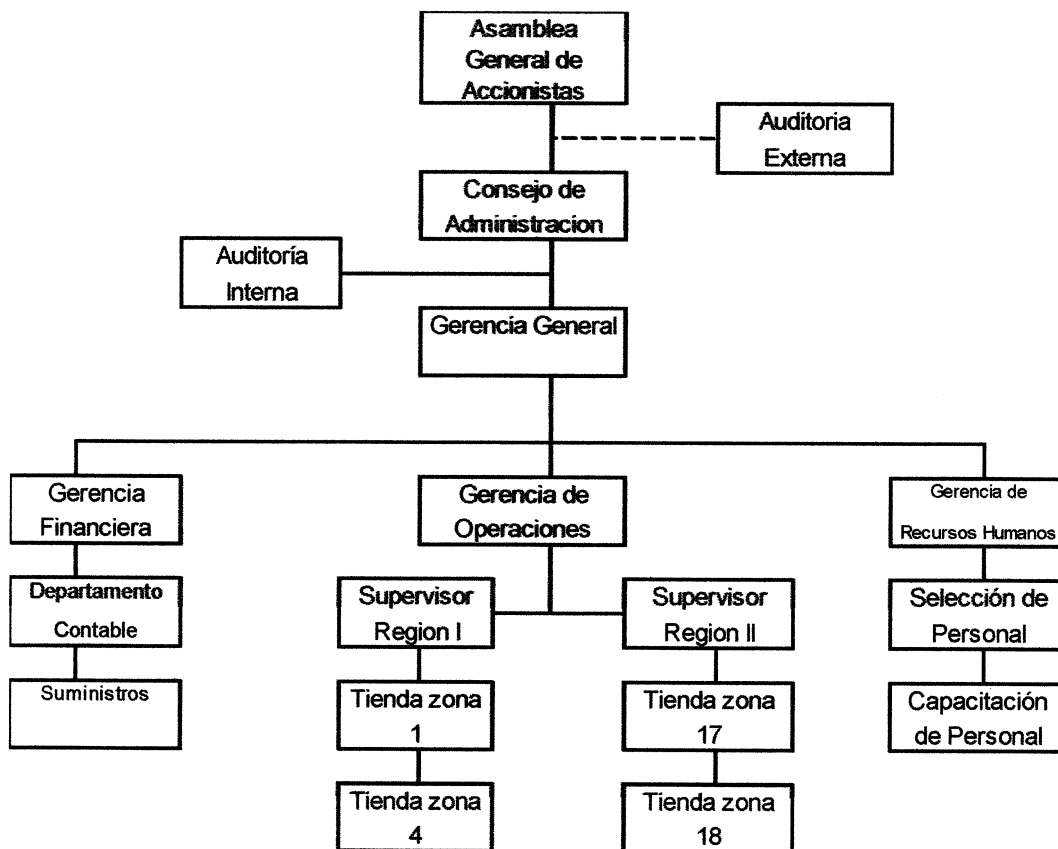 Asamblea
General de
Accionistas
Auditoria
Externa
Consejo de
Administracion
Auditoría
Interna
Gerencia General
Gerencia
Financiera
Gerencia de
Operaciones
Gerencia de
Recursos Humanos
Departamento
Contable
Supervisor
Region I
Supervisor
Region II
Selección de
Personal
Suministros
Tienda zona
1
Tienda zona
17
Capacitación
de Personal
Tienda zona
4
Tienda zona
18